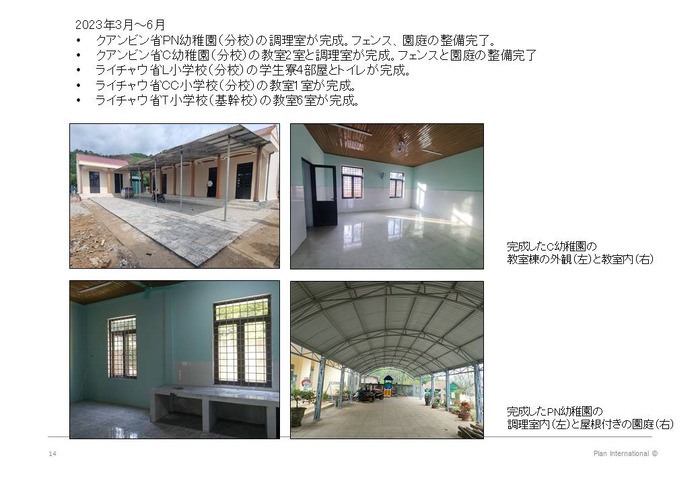 2023年3月～6月
• クアンビン省PN幼稚園（分校）の調理室が完成。フェンス、園庭の整備完了。
• クアンビン省C幼稚園（分校）の教室2室と調理室が完成。フェンスと園庭の整備完了
• ライチャウ省L小学校（分校）の学生寮4部屋とトイレが完成。
• ライチャウ省CC小学校（分校）の教室1室が完成。
• ライチャウ省T小学校（基幹校）の教室6室が完成。
完成したC幼稚園の
教室棟の外観（左）と教室内（右）
完成したPN幼稚園の
調理室内（左）と屋根付きの園庭（右）
14
Plan International ©